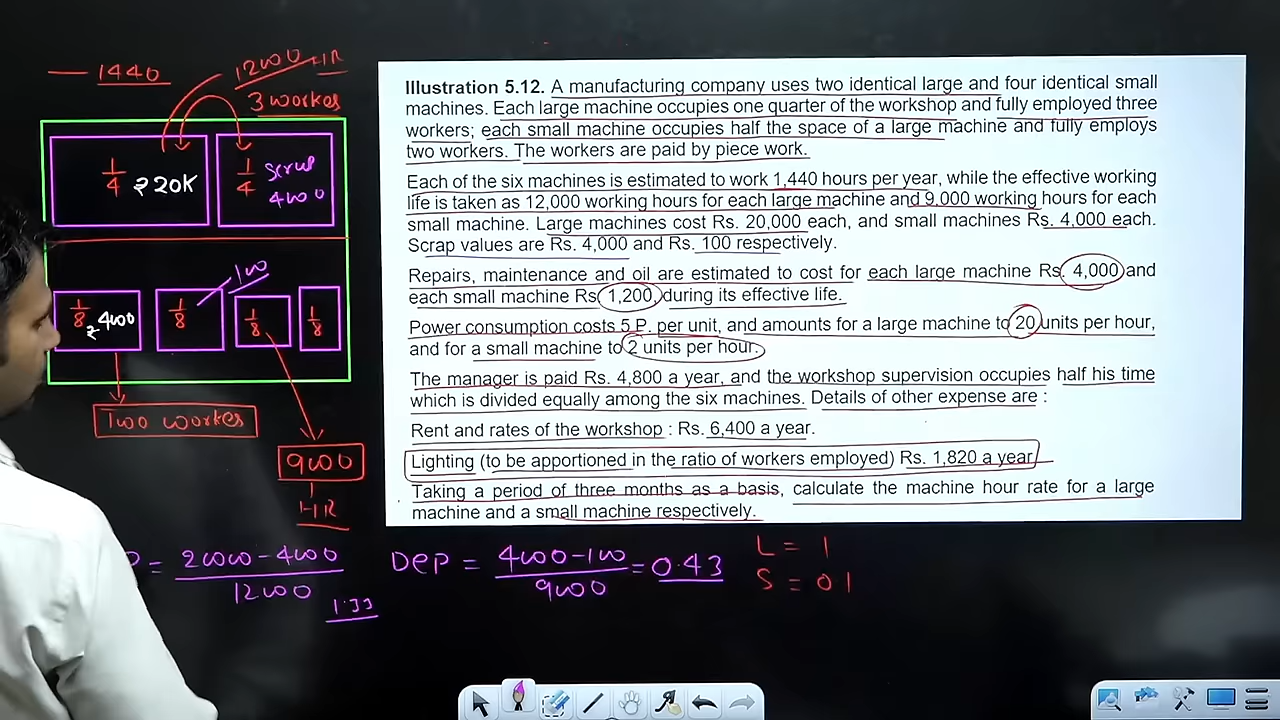 — 1440
12000 HR
3 workes
1/4 ₹20K
1/4 Scrap 4000
100
1/8 ₹4000
1/8
1/8
1/8
Two workes
9000
HR
Illustration 5.12. A manufacturing company uses two identical large and four identical small
machines. Each large machine occupies one quarter of the workshop and fully employed three
workers; each small machine occupies half the space of a large machine and fully employs
two workers. The workers are paid by piece work.
Each of the six machines is estimated to work 1,440 hours per year, while the effective working
life is taken as 12,000 working hours for each large machine and 9.000 working hours for each
small machine. Large machines cost Rs. 20,000 each, and small machines Rs. 4,000 each.
Scrap values are Rs. 4,000 and Rs. 100 respectively.
Repairs, maintenance and oil are estimated to cost for each large machine Rs. 4,000 and
each small machine Rs 1,200, during its effective life.
Power consumption costs 5 P. per unit, and amounts for a large machine to 20 units per hour,
and for a small machine to 2 units per hour.
The manager is paid Rs. 4,800 a year, and the workshop supervision occupies half his time
which is divided equally among the six machines. Details of other expense are :
Rent and rates of the workshop : Rs. 6,400 a year.
Lighting (to be apportioned in the ratio of workers employed) Rs. 1,820 a year
Taking a period of three months as a basis, calculate the machine hour rate for a large
machine and a small machine respectively.
P = 20000 - 4000 / 12000
1.33
Dep = 4000 - 100 / 9000 = 0.43
L = 1
S = 01